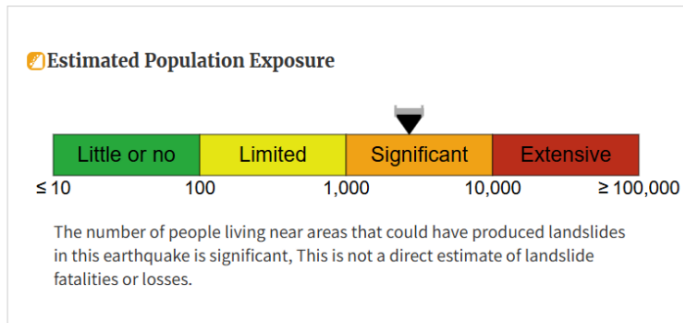 Estimated Population Exposure
Little or no Limited Significant Extensive
≤ 10 100 1,000 10,000 ≥ 100,000
The number of people living near areas that could have produced landslides
in this earthquake is significant, This is not a direct estimate of landslide
fatalities or losses.